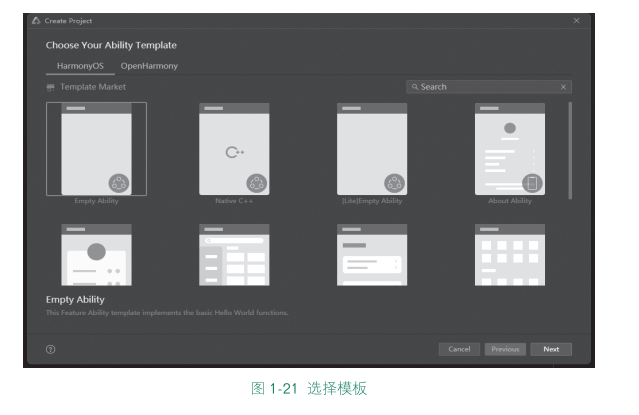 Create Project
Choose Your Ability Template
HarmonyOS OpenHarmony
Template Market
Search
C++
Empty Ability
Native C++
[Lite]Empty Ability
About Ability
Empty Ability
This Feature Ability template implements the basic Hello World functions.
Cancel Previous Next
图 1-21 选择模板